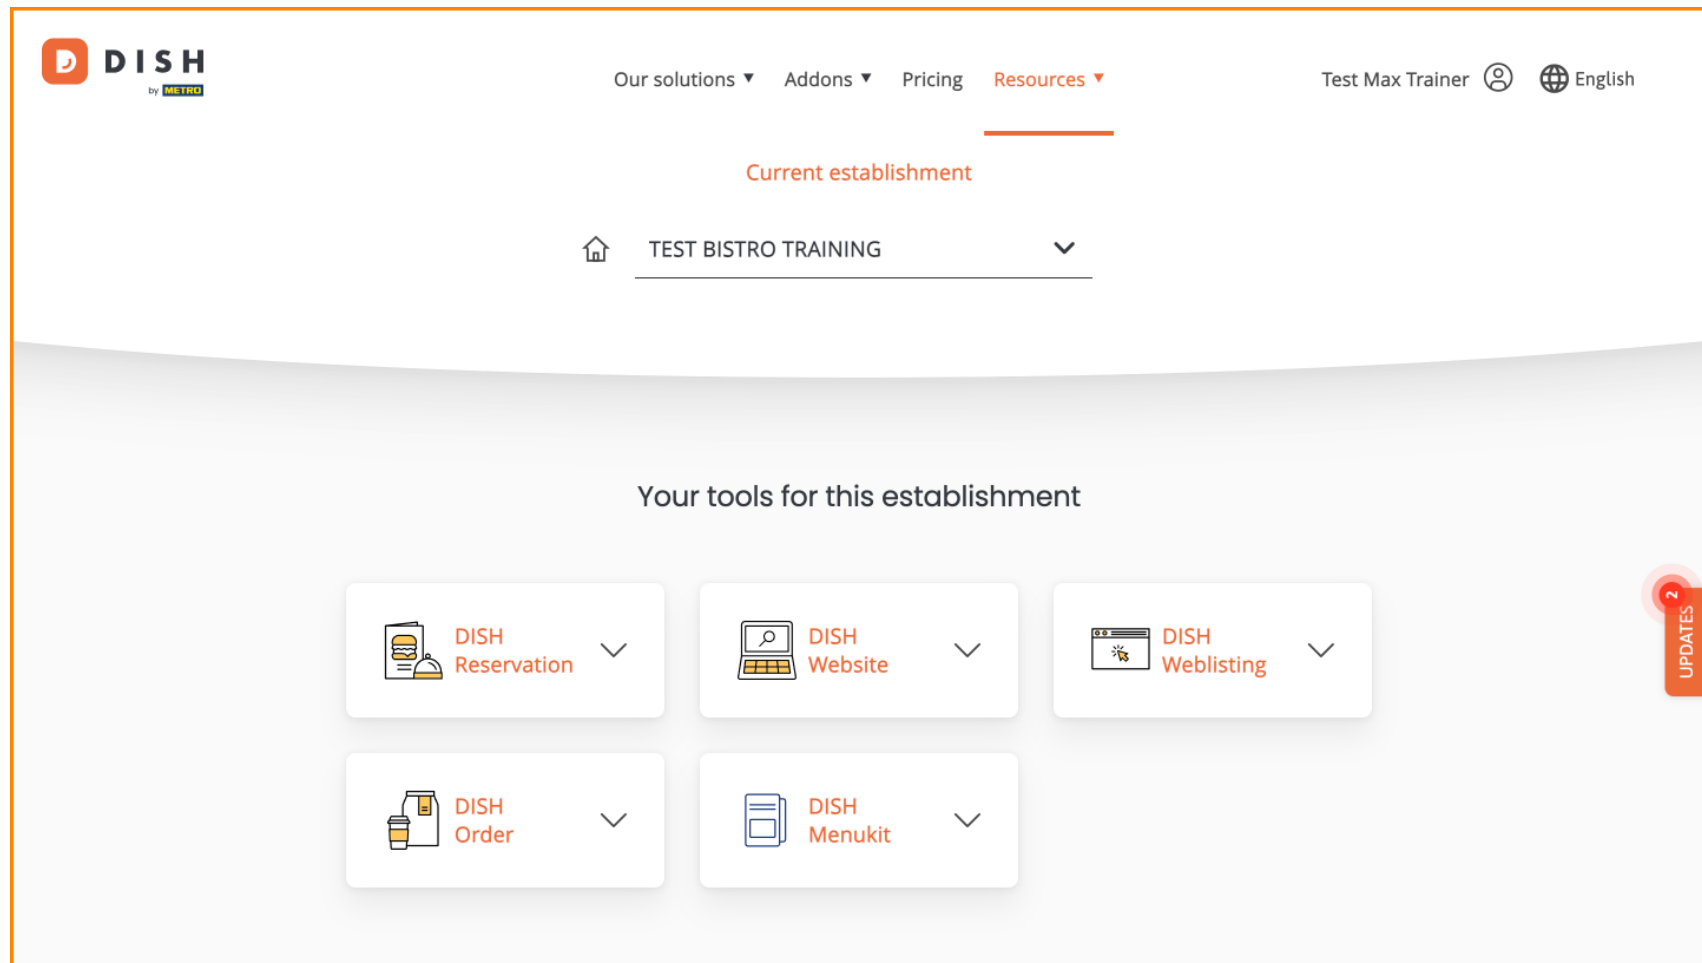 DISH
by METRO
Our solutions Addons Pricing Resources
Test Max Trainer English
Current establishment
TEST BISTRO TRAINING
Your tools for this establishment
DISH
Reservation
DISH
Website
DISH
Weblisting
2
UPDATES
DISH
Order
DISH
Menukit